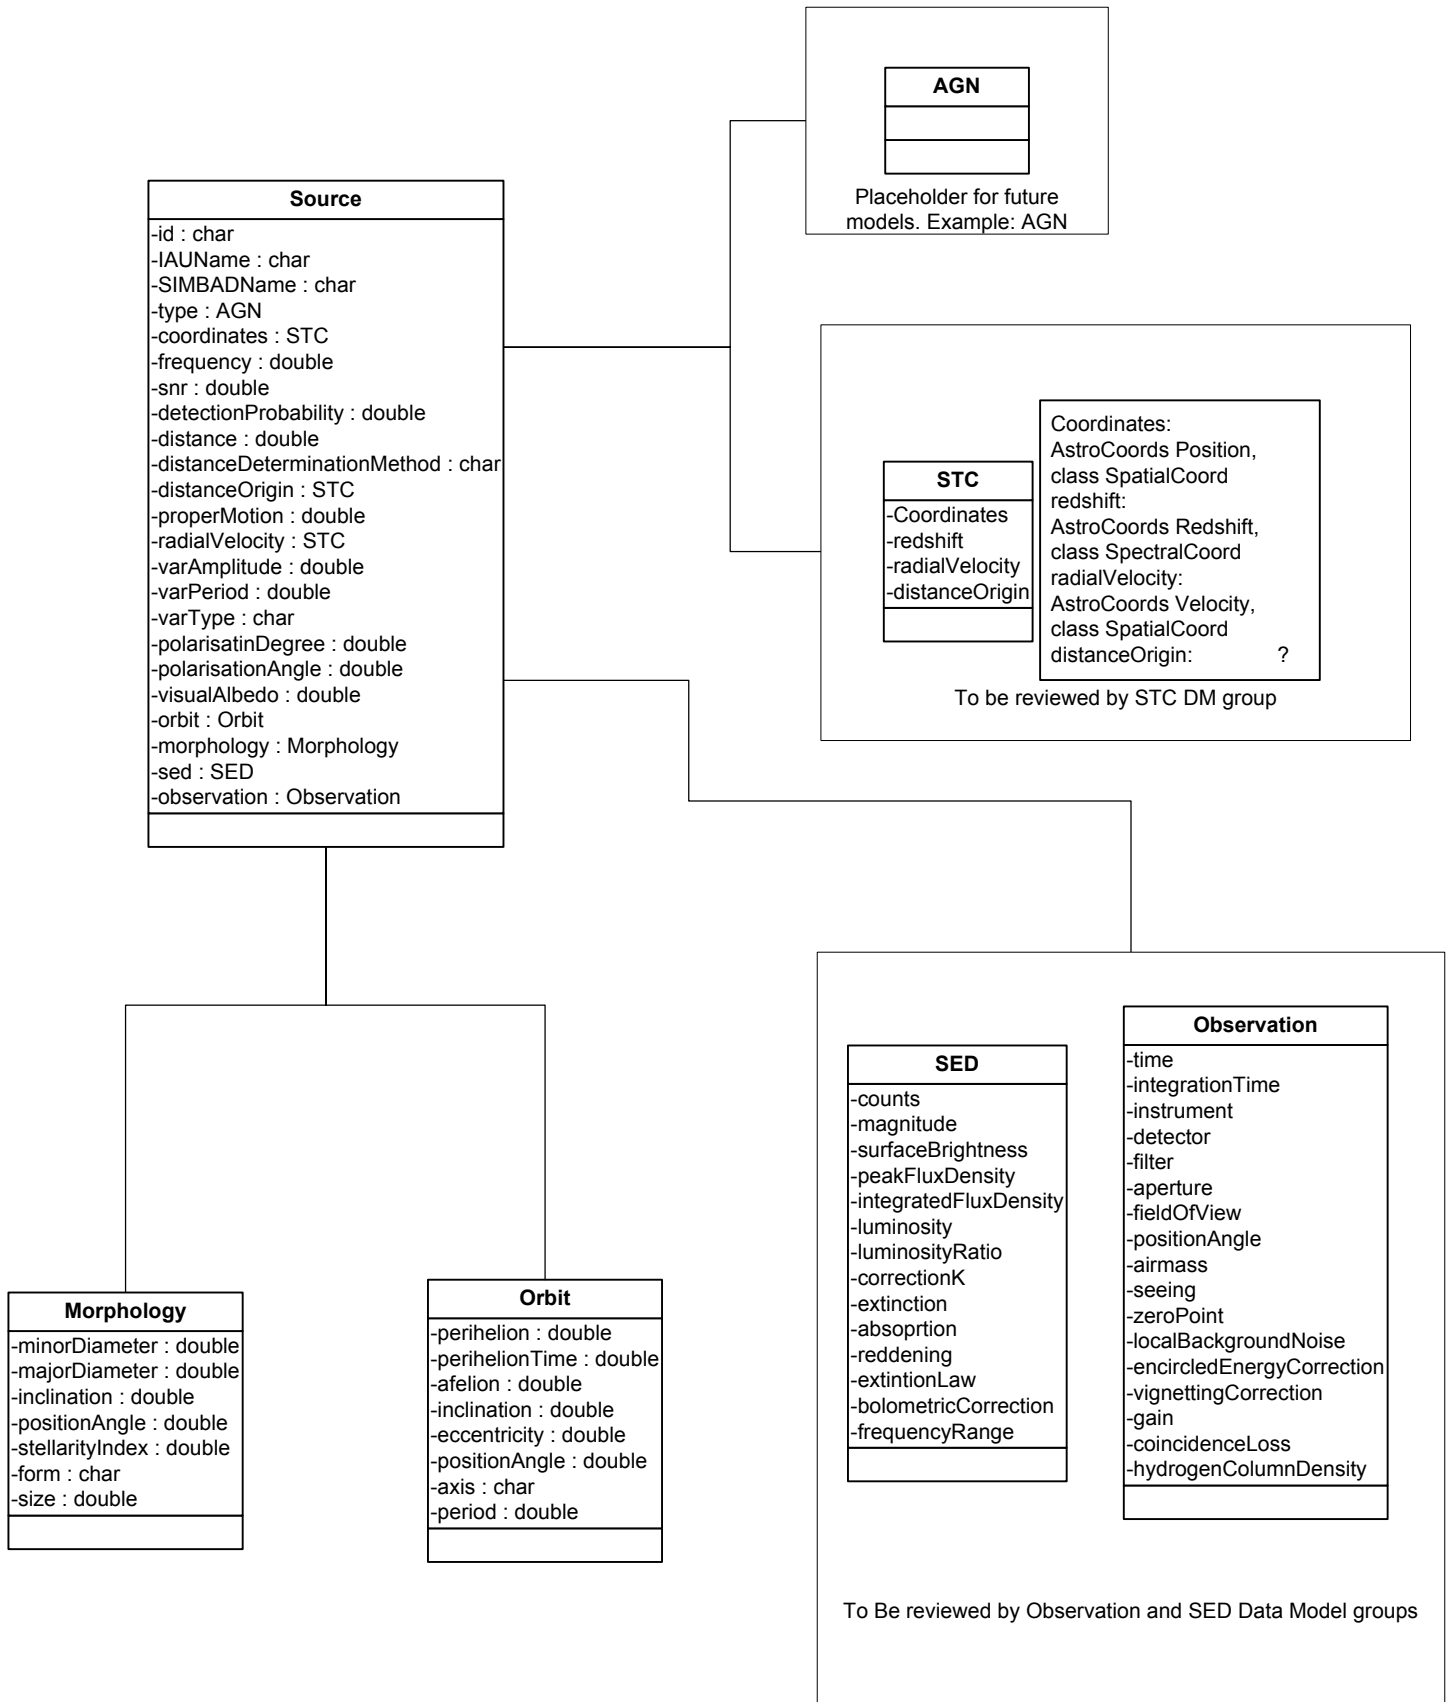 AGN
Placeholder for future
models. Example: AGN
Source
-id : char
-IAUName : char
-SIMBADName : char
-type : AGN
-coordinates : STC
-frequency : double
-snr : double
-detectionProbability : double
-distance : double
-distanceDeterminationMethod : char
-distanceOrigin : STC
-properMotion : double
-radialVelocity : STC
-varAmplitude : double
-varPeriod : double
-varType : char
-polarisatinDegree : double
-polarisationAngle : double
-visualAlbedo : double
-orbit : Orbit
-morphology : Morphology
-sed : SED
-observation : Observation
STC
-Coordinates
-redshift
-radialVelocity
-distanceOrigin
Coordinates:
AstroCoords Position,
class SpatialCoord
redshift:
AstroCoords Redshift,
class SpectralCoord
radialVelocity:
AstroCoords Velocity,
class SpatialCoord
distanceOrigin: ?
To be reviewed by STC DM group
SED
-counts
-magnitude
-surfaceBrightness
-peakFluxDensity
-integratedFluxDensity
-luminosity
-luminosityRatio
-correctionK
-extinction
-absoprtion
-reddening
-extintionLaw
-bolometricCorrection
-frequencyRange
Observation
-time
-integrationTime
-instrument
-detector
-filter
-aperture
-fieldOfView
-positionAngle
-airmass
-seeing
-zeroPoint
-localBackgroundNoise
-encircledEnergyCorrection
-vignettingCorrection
-gain
-coincidenceLoss
-hydrogenColumnDensity
To Be reviewed by Observation and SED Data Model groups
Morphology
-minorDiameter : double
-majorDiameter : double
-inclination : double
-positionAngle : double
-stellarityIndex : double
-form : char
-size : double
Orbit
-perihelion : double
-perihelionTime : double
-afelion : double
-inclination : double
-eccentricity : double
-positionAngle : double
-axis : char
-period : double